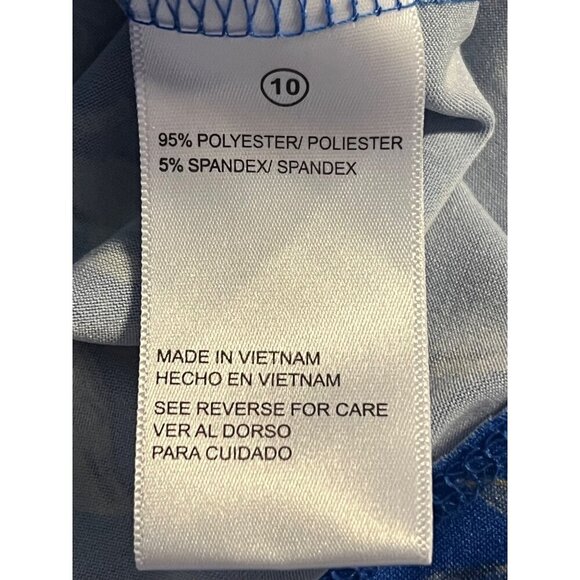 10
95% POLYESTER/ POLIESTER
5% SPANDEX/ SPANDEX
MADE IN VIETNAM
HECHO EN VIETNAM
SEE REVERSE FOR CARE
VER AL DORSO
PARA CUIDADO